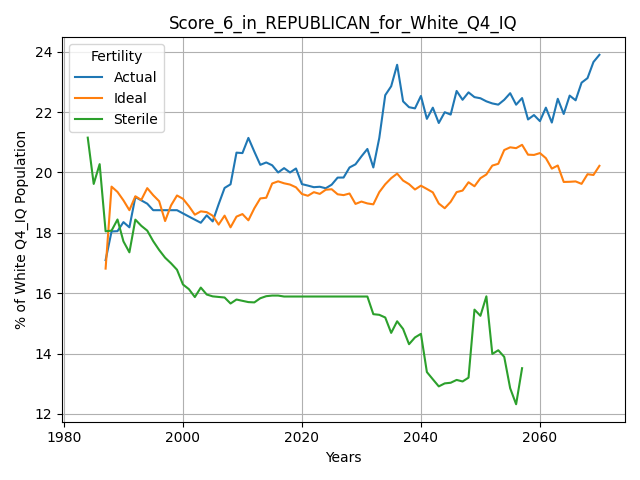 Score_6_in_REPUBLICAN_for_White_Q4_IQ
% of White Q4_IQ Population
24
22
20
18
16
14
12
Fertility
Actual
Ideal
Sterile
1980
2000
2020
2040
2060
Years